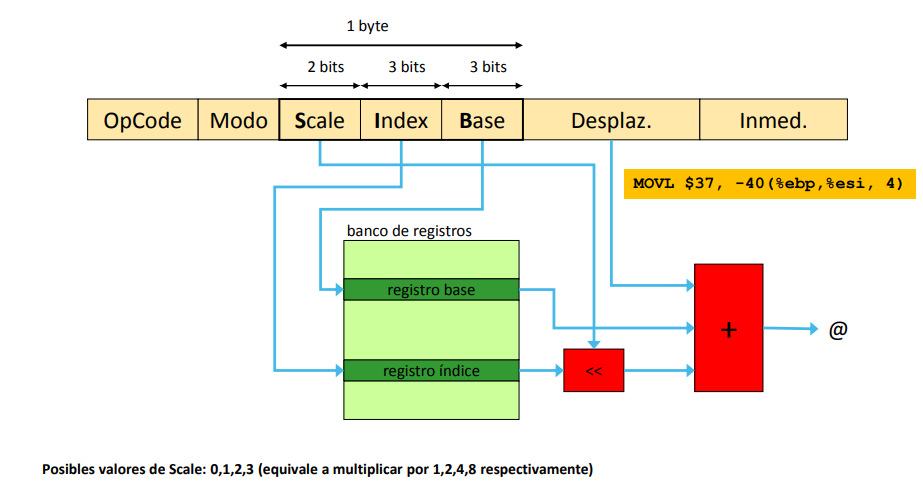 1 byte
2 bits 3 bits 3 bits
OpCode Modo Scale Index Base Desplaz. Inmed.
MOVL $37, -40(%ebp,%esi, 4)
banco de registros
registro base
+ @
registro índice <<
Posibles valores de Scale: 0,1,2,3 (equivale a multiplicar por 1,2,4,8 respectivamente)